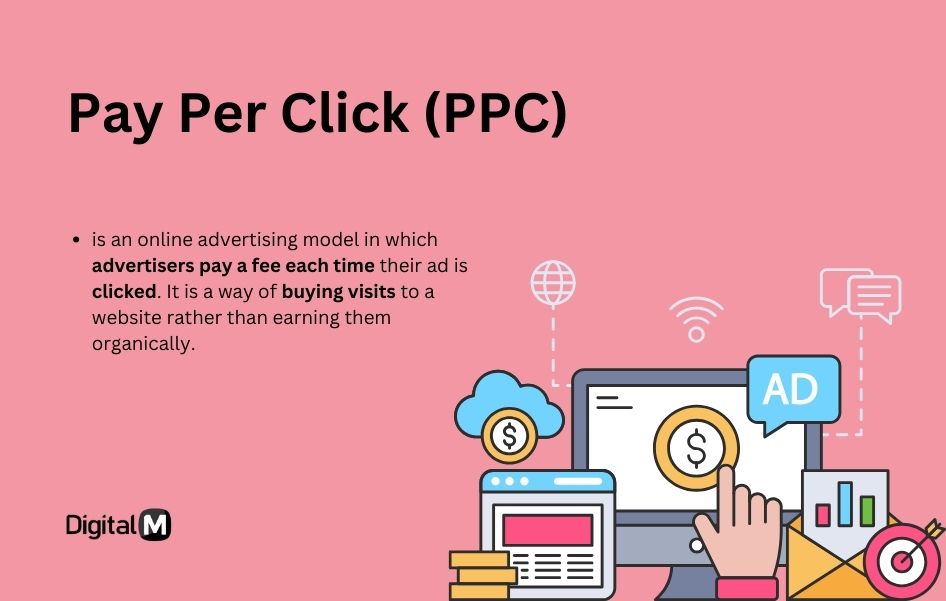 Pay Per Click (PPC)
• is an online advertising model in which
advertisers pay a fee each time their ad is
clicked. It is a way of buying visits to a
website rather than earning them
organically.
AD
$
$
Digital M